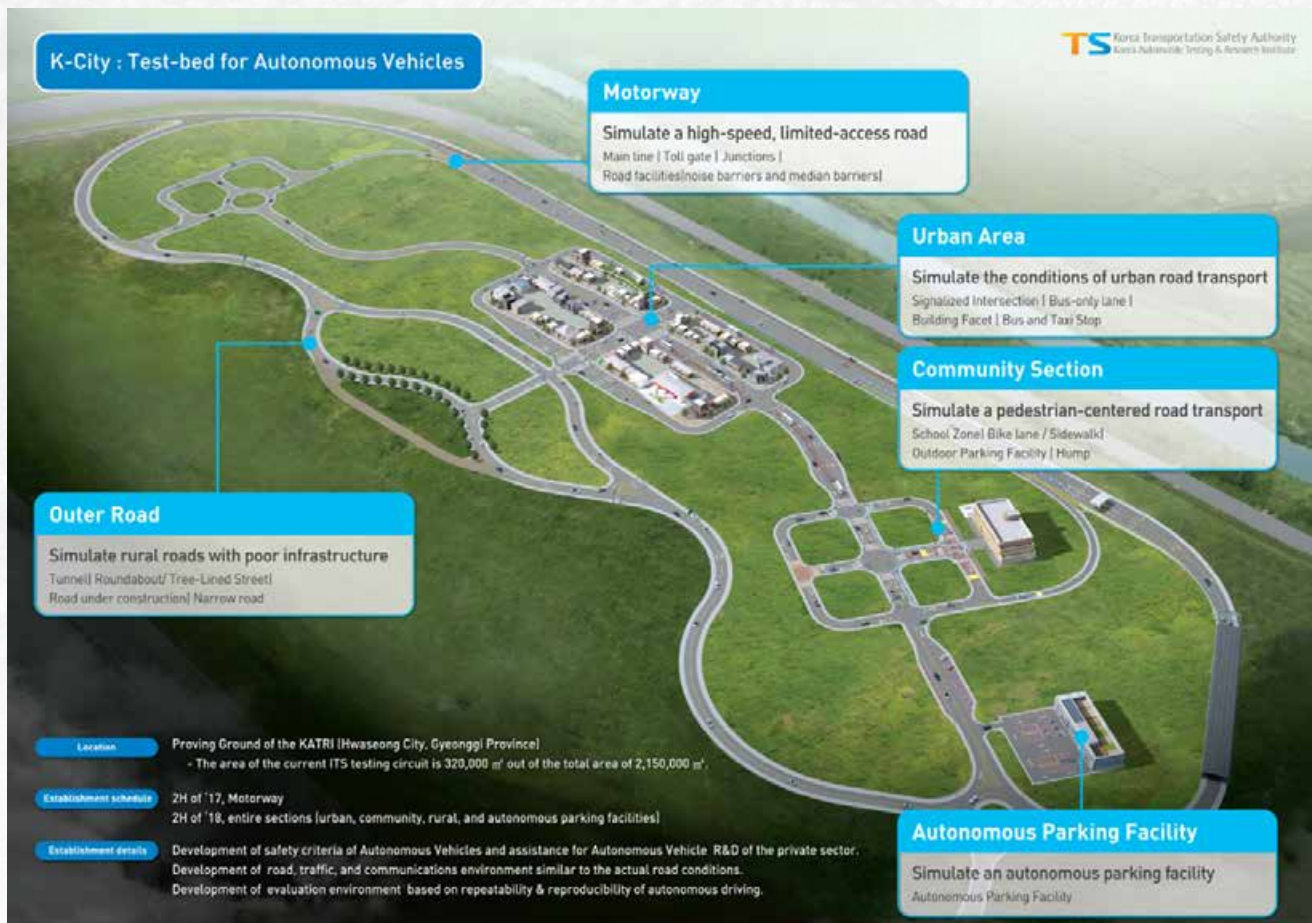 K-City : Test-bed for Autonomous Vehicles
TS Korea Transportation Safety Authority
Korea Automobile Testing & Research Institute
Motorway
Simulate a high-speed, limited-access road
Main line | Toll gate | Junctions |
Road facilities(noise barriers and median barriers)
Urban Area
Simulate the conditions of urban road transport
Signalized Intersection | Bus-only lane |
Building Facet | Bus and Taxi Stop
Community Section
Simulate a pedestrian-centered road transport
School Zone| Bike lane / Sidewalk|
Outdoor Parking Facility | Hump
Outer Road
Simulate rural roads with poor infrastructure
Tunnel| Roundabout/ Tree-Lined Street|
Road under construction| Narrow road
Location
Proving Ground of the KATRI (Hwaseong City, Gyeonggi Province)
- The area of the current ITS testing circuit is 320,000 ㎡ out of the total area of 2,150,000 ㎡.
Establishment schedule
2H of '17, Motorway
2H of '18, entire sections (urban, community, rural, and autonomous parking facilities)
Establishment details
Development of safety criteria of Autonomous Vehicles and assistance for Autonomous Vehicle R&D of the private sector.
Development of road, traffic, and communications environment similar to the actual road conditions.
Development of evaluation environment based on repeatability & reproducibility of autonomous driving.
Autonomous Parking Facility
Simulate an autonomous parking facility
Autonomous Parking Facility